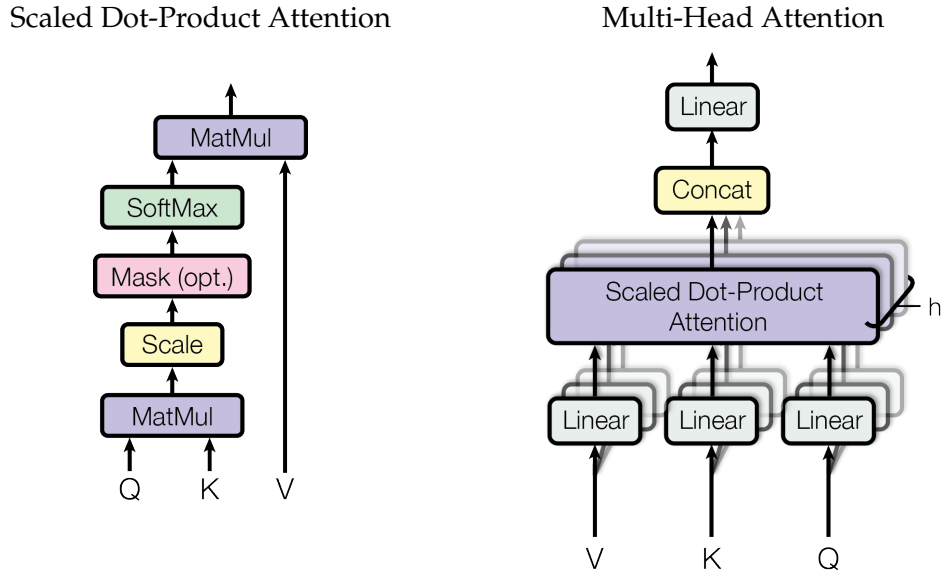 Scaled Dot-Product Attention
MatMul
SoftMax
Mask (opt.)
Scale
MatMul
Q K V
Multi-Head Attention
Linear
Concat
Scaled Dot-Product
Attention
h
Linear Linear Linear
V K Q